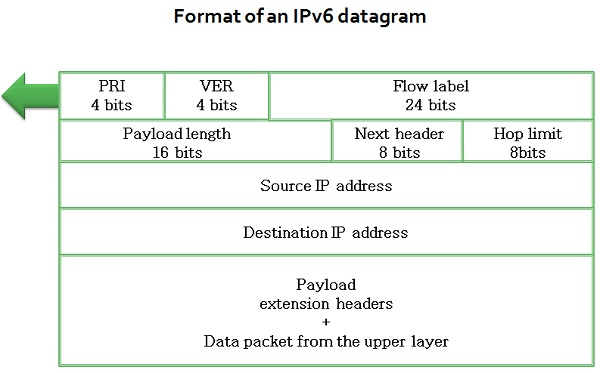 Format of an IPv6 datagram
PRI
4 bits
VER
4 bits
Flow label
24 bits
Payload length
16 bits
Next header
8 bits
Hop limit
8bits
Source IP address
Destination IP address
Payload
extension headers
+
Data packet from the upper layer